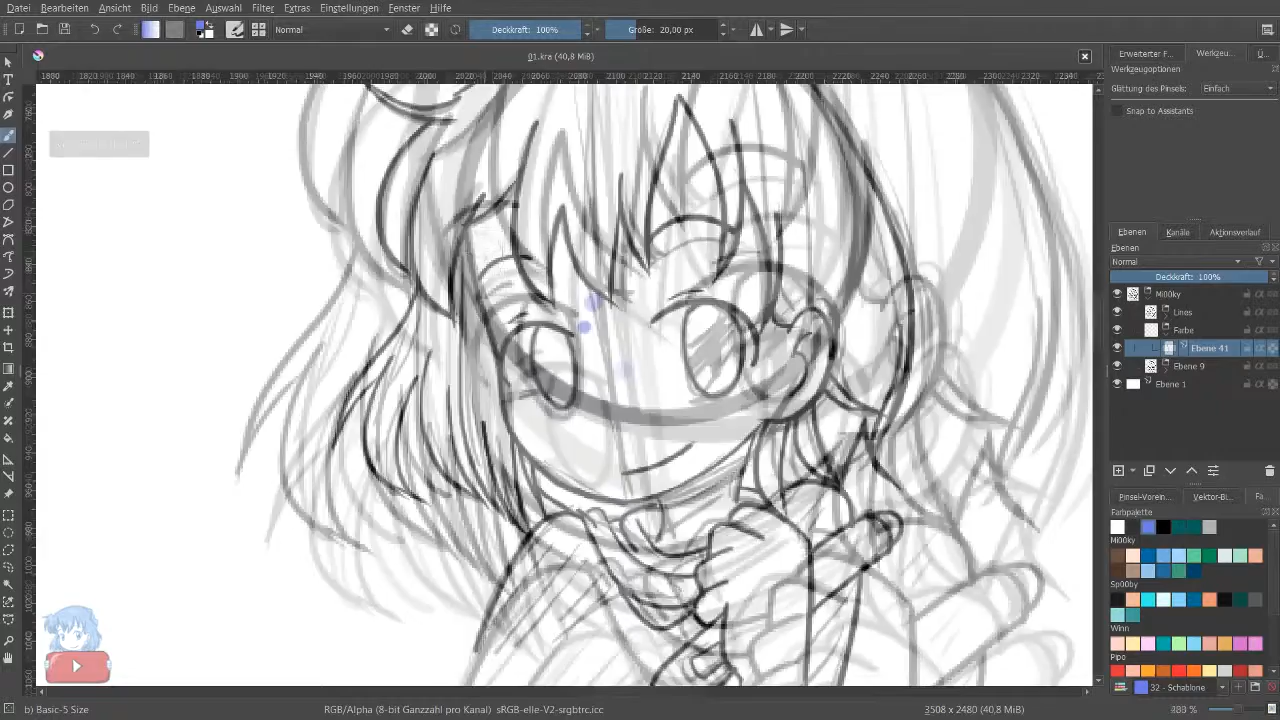 Datei Bearbeiten Ansicht Bild Ebene Auswahl Filter Extras Einstellungen Fenster Hilfe
Normal Deckkraft: 100% Größe: 20,00 px
01.kra (40,8 MiB)
Erweiterter F... Werkzeu... Ü...
Werkzeugoptionen
Glättung des Pinsels: Einfach
Snap to Assistants
Ebenen Kanäle Aktionsverlauf
Ebenen
Normal
Deckkraft: 100%
Mi00ky
Lines
Farbe
Ebene 41
Ebene 9
Ebene 1
Pinsel-Vorein... Vektor-Bi... Fa...
Farbpalette
Mi00ky
Sp00by
Winn
Pipo
32 - Schablone
b) Basic-5 Size RGB/Alpha (8-bit Ganzzahl pro Kanal) sRGB-elle-V2-srgbtrc.icc 3508 x 2480 (40,8 MiB)